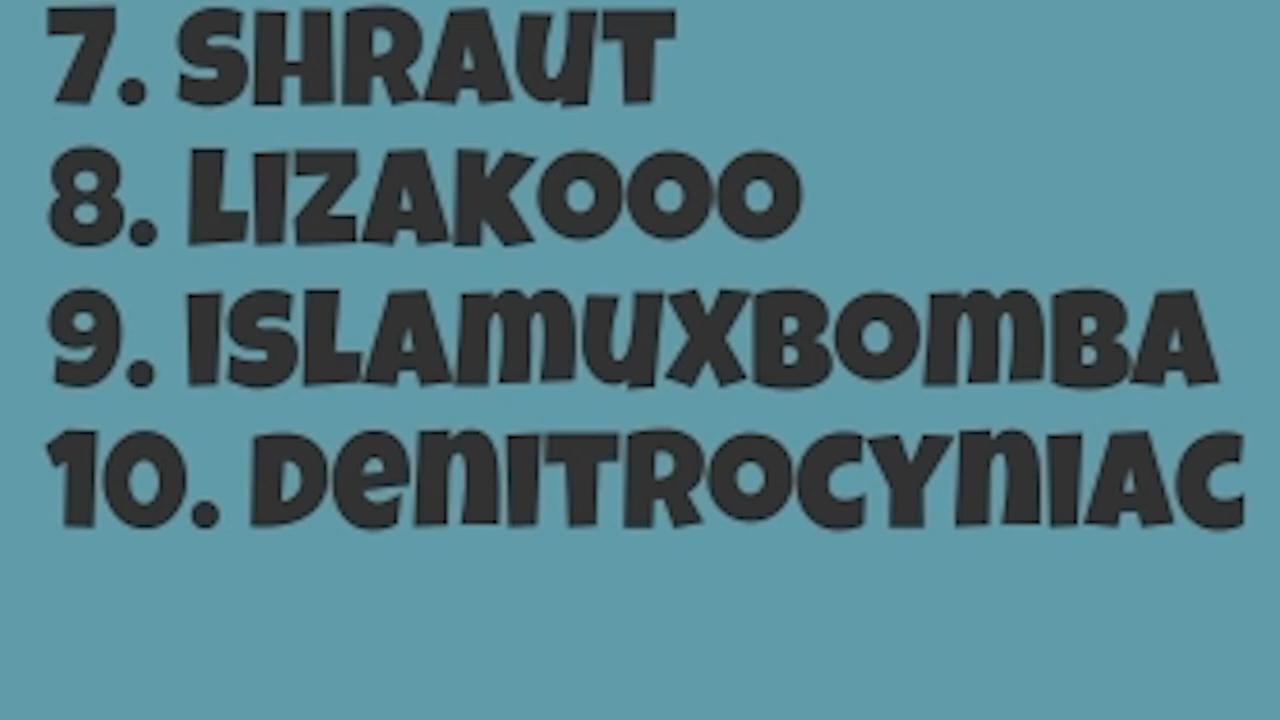 7. SHRAUT
8. LIZAKOOO
9. ISLAMUXBOMBA
10. DENITROCYNIAC